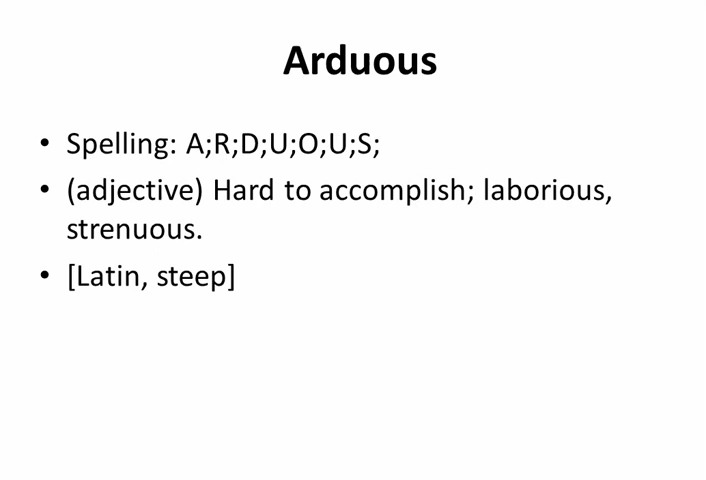 Arduous
• Spelling: A;R;D;U;O;U;S;
• (adjective) Hard to accomplish; laborious,
strenuous.
• [Latin, steep]